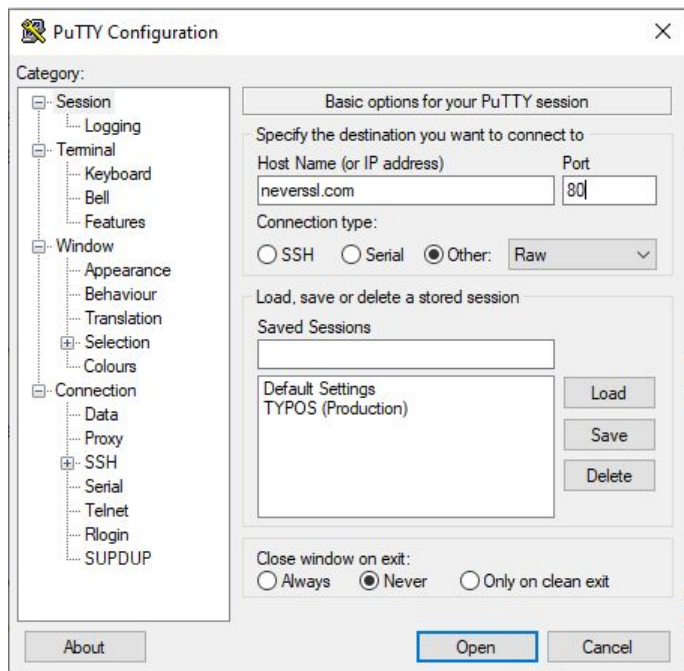 PuTTY Configuration
Category:
Session
Logging
Terminal
Keyboard
Bell
Features
Window
Appearance
Behaviour
Translation
Selection
Colours
Connection
Data
Proxy
SSH
Serial
Telnet
Rlogin
SUPDUP
Basic options for your PuTTY session
Specify the destination you want to connect to
Host Name (or IP address) Port
neverssl.com 80
Connection type:
SSH Serial Other: Raw
Load, save or delete a stored session
Saved Sessions
Default Settings
TYPOS (Production)
Load
Save
Delete
Close window on exit:
Always Never Only on clean exit
About Open Cancel